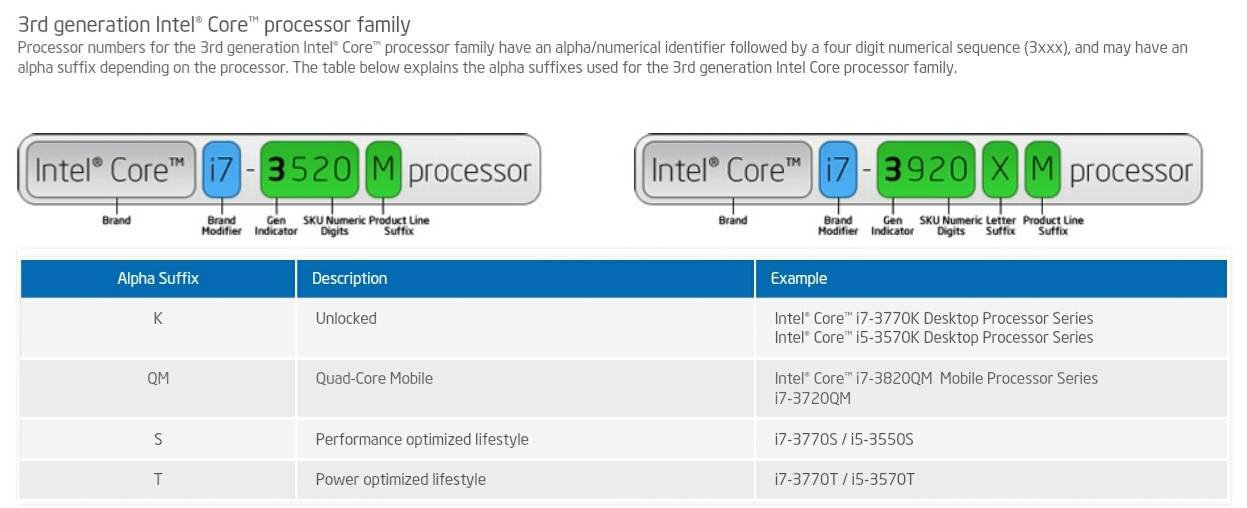 3rd generation Intel® Core™ processor family
Processor numbers for the 3rd generation Intel® Core™ processor family have an alpha/numerical identifier followed by a four digit numerical sequence (3xxx), and may have an
alpha suffix depending on the processor. The table below explains the alpha suffixes used for the 3rd generation Intel Core processor family.
Intel® Core™ i7 - 3520 M processor
Brand
Brand Modifier
Gen Indicator
SKU Numeric Digits
Product Line Suffix
Intel® Core™ i7 - 3920 X M processor
Brand
Brand Modifier
Gen Indicator
SKU Numeric Digits
Letter Suffix
Product Line Suffix
Alpha Suffix Description Example
K Unlocked Intel® Core™ i7-3770K Desktop Processor Series
Intel® Core™ i5-3570K Desktop Processor Series
QM Quad-Core Mobile Intel® Core™ i7-3820QM Mobile Processor Series
i7-3720QM
S Performance optimized lifestyle i7-3770S / i5-3550S
T Power optimized lifestyle i7-3770T / i5-3570T